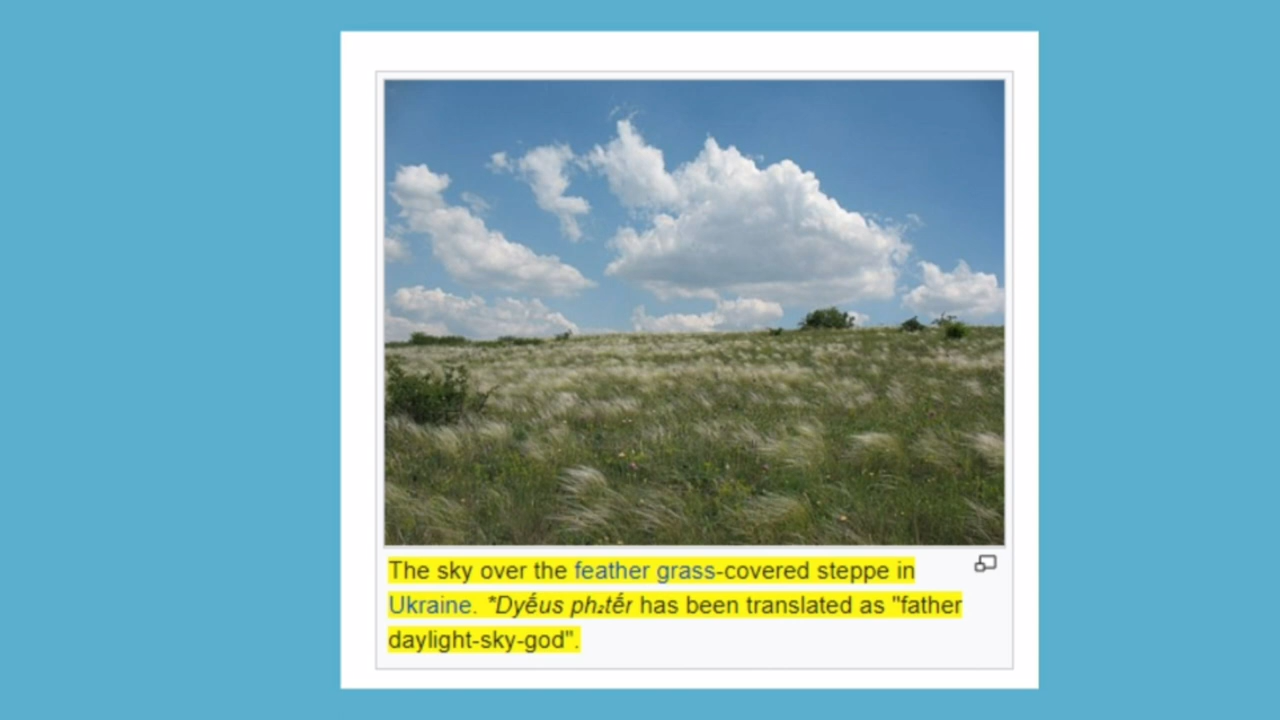 The sky over the feather grass-covered steppe in
Ukraine. *Dyḗus ph₂tḗr has been translated as "father
daylight-sky-god".